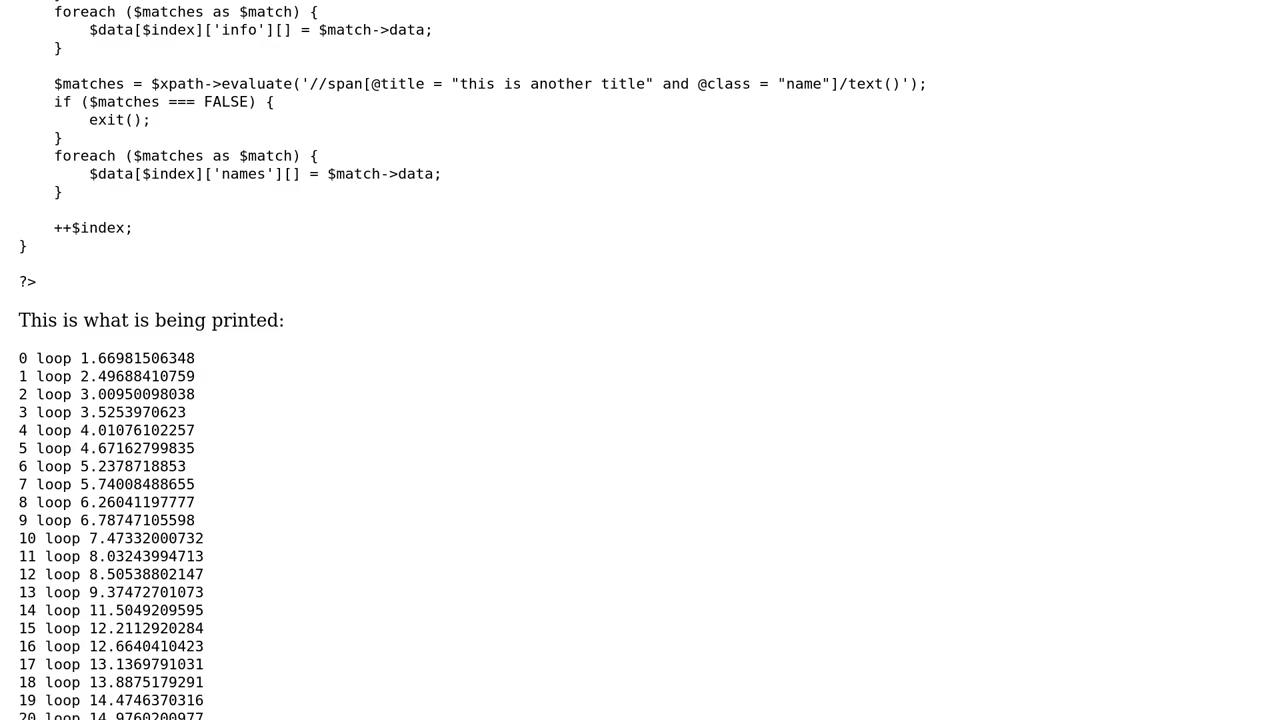 foreach ($matches as $match) {
$data[$index]['info'][] = $match->data;
}
$matches = $xpath->evaluate('//span[@title = "this is another title" and @class = "name"]/text()');
if ($matches === FALSE) {
exit();
}
foreach ($matches as $match) {
$data[$index]['names'][] = $match->data;
}
++$index;
}
?>
This is what is being printed:
0 loop 1.66981506348
1 loop 2.49688410759
2 loop 3.00950098038
3 loop 3.5253970623
4 loop 4.01076102257
5 loop 4.67162799835
6 loop 5.2378718853
7 loop 5.74008488655
8 loop 6.26041197777
9 loop 6.78747105598
10 loop 7.47332000732
11 loop 8.03243994713
12 loop 8.50538802147
13 loop 9.37472701073
14 loop 11.5049209595
15 loop 12.2112920284
16 loop 12.6640410423
17 loop 13.1369791031
18 loop 13.8875179291
19 loop 14.4746370316
20 loop 14.9760200977